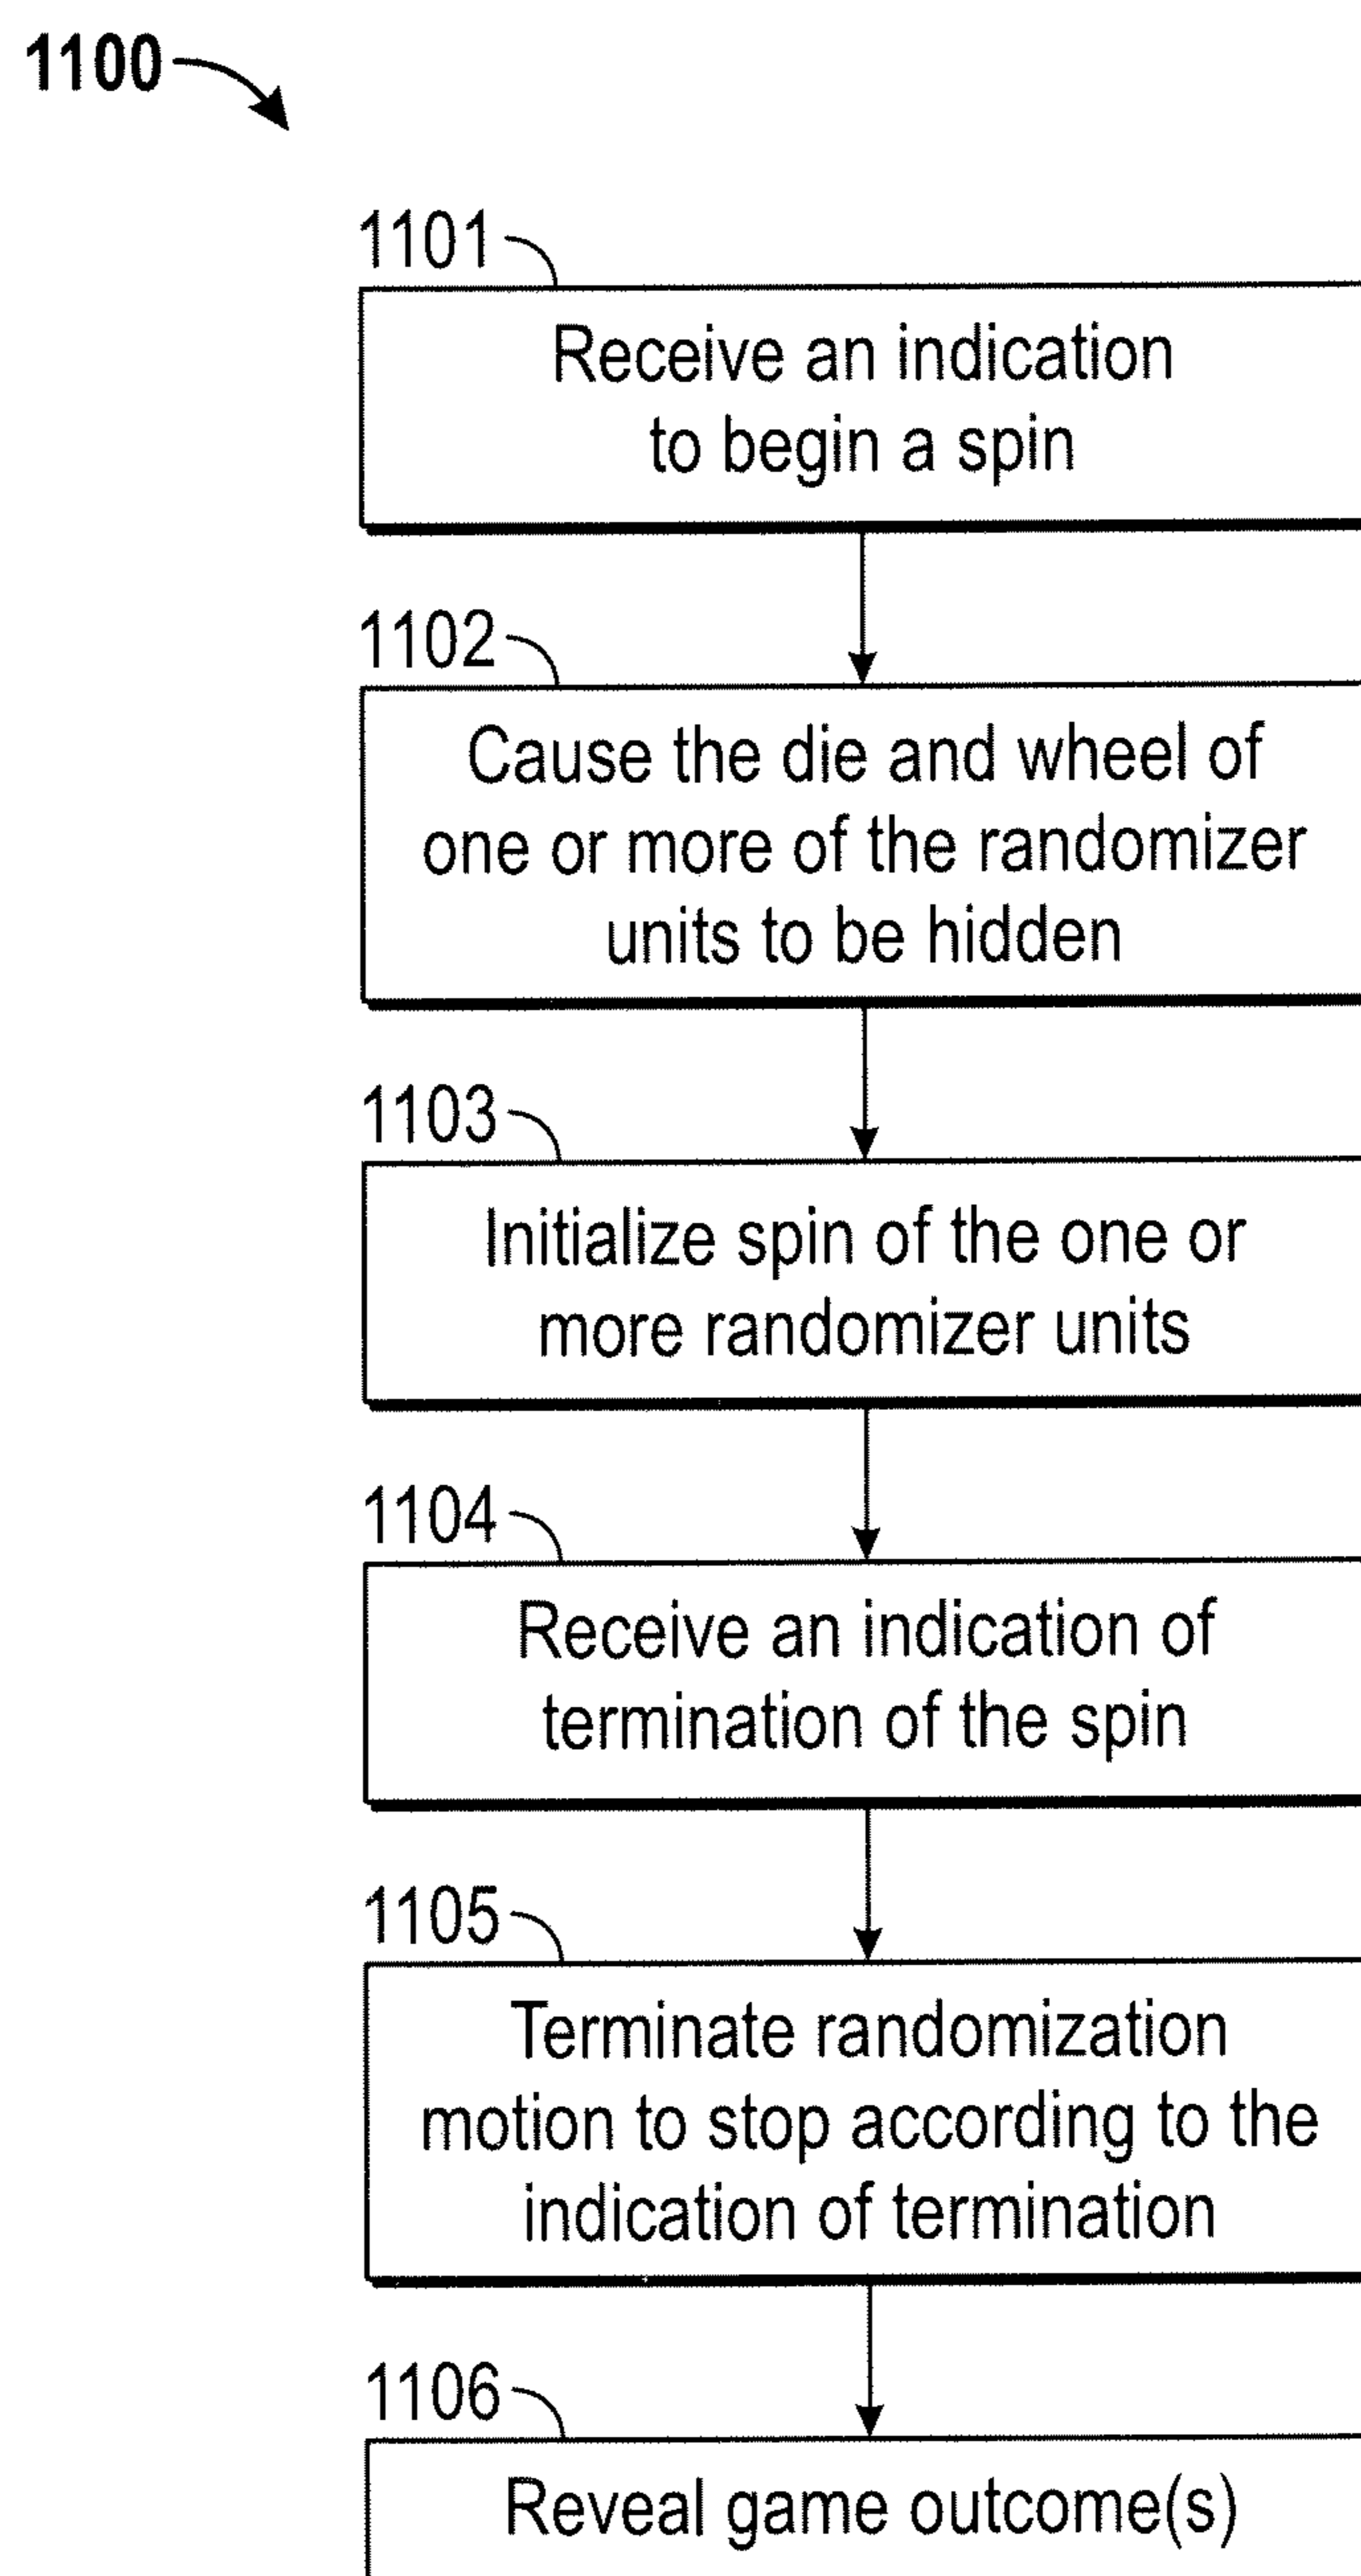 1100
1101
Receive an indication
to begin a spin
1102
Cause the die and wheel of
one or more of the randomizer
units to be hidden
1103
Initialize spin of the one or
more randomizer units
1104
Receive an indication of
termination of the spin
1105
Terminate randomization
motion to stop according to the
indication of termination
1106
Reveal game outcome(s)